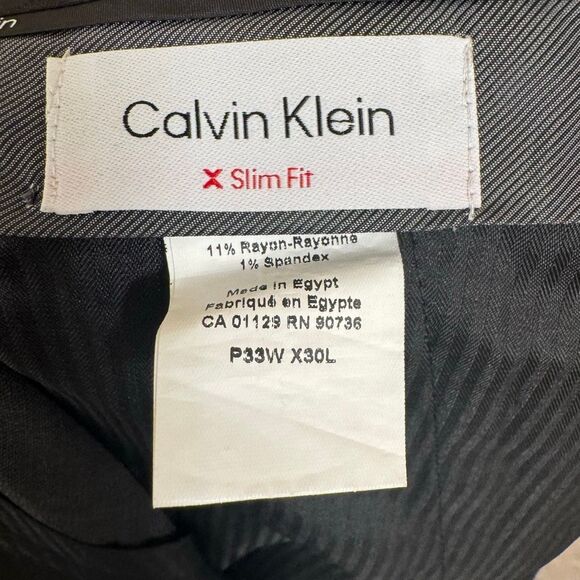 in
Calvin Klein
X Slim Fit
11% Rayon-Rayonne
1% Spandex
Made in Egypt
Fabriqué en Egypte
CA 01129 RN 90736
P33W X30L